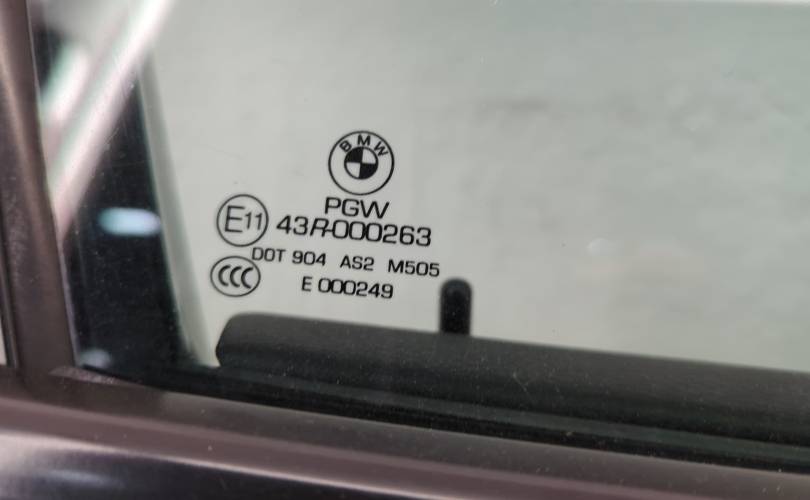 BMW
PGW
E11 43R-000263
DOT 904 AS2 M505
CCC E 000249